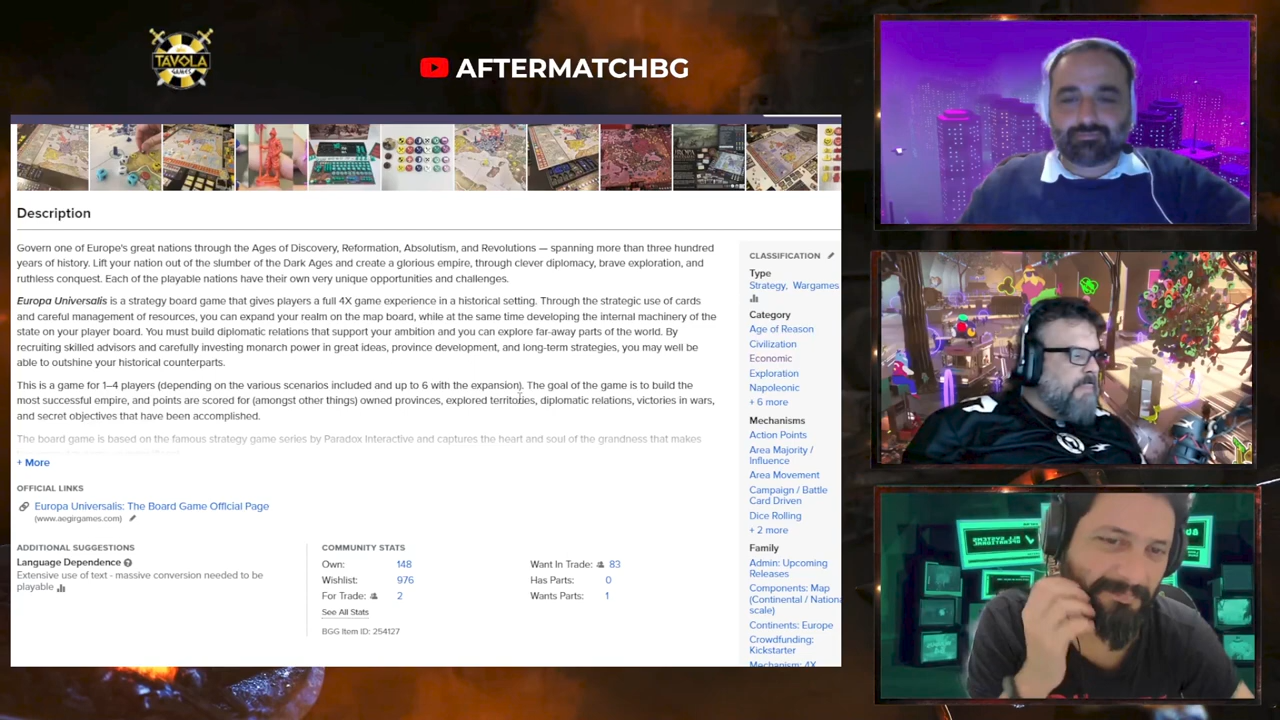 TAVOLA
GAMES
AFTERMATCHBG
Description
Govern one of Europe's great nations through the Ages of Discovery, Reformation, Absolutism, and Revolutions — spanning more than three hundred
years of history. Lift your nation out of the slumber of the Dark Ages and create a glorious empire, through clever diplomacy, brave exploration, and
ruthless conquest. Each of the playable nations have their own very unique opportunities and challenges.
Europa Universalis is a strategy board game that gives players a full 4X game experience in a historical setting. Through the strategic use of cards
and careful management of resources, you can expand your realm on the map board, while at the same time developing the internal machinery of the
state on your player board. You must build diplomatic relations that support your ambition and you can explore far-away parts of the world. By
recruiting skilled advisors and carefully investing monarch power in great ideas, province development, and long-term strategies, you may well be
able to outshine your historical counterparts.
This is a game for 1–4 players (depending on the various scenarios included and up to 6 with the expansion). The goal of the game is to build the
most successful empire, and points are scored for (amongst other things) owned provinces, explored territories, diplomatic relations, victories in wars,
and secret objectives that have been accomplished.
The board game is based on the famous strategy game series by Paradox Interactive and captures the heart and soul of the grandness that makes
+ More
OFFICIAL LINKS
Europa Universalis: The Board Game Official Page
(www.aegirgames.com)
ADDITIONAL SUGGESTIONS
Language Dependence
Extensive use of text - massive conversion needed to be
playable
COMMUNITY STATS
Own: 148
Wishlist: 976
For Trade: 2
See All Stats
BGG Item ID: 254127
Want In Trade: 83
Has Parts: 0
Wants Parts: 1
CLASSIFICATION
Type
Strategy, Wargames
Category
Age of Reason
Civilization
Economic
Exploration
Napoleonic
+ 6 more
Mechanisms
Action Points
Area Majority /
Influence
Area Movement
Campaign / Battle
Card Driven
Dice Rolling
+ 2 more
Family
Admin: Upcoming
Releases
Components: Map
(Continental / Nationa
scale)
Continents: Europe
Crowdfunding:
Kickstarter
Mechanism: 4X